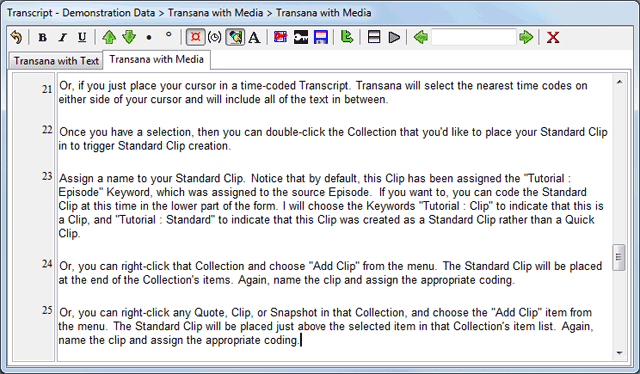 Transcript - Demonstration Data > Transana with Media > Transana with Media
B I U A X
Transana with Text Transana with Media
21 Or, if you just place your cursor in a time-coded Transcript. Transana will select the nearest time codes on
either side of your cursor and will include all of the text in between.
22 Once you have a selection, then you can double-click the Collection that you'd like to place your Standard Clip
in to trigger Standard Clip creation.
23 Assign a name to your Standard Clip. Notice that by default, this Clip has been assigned the "Tutorial :
Episode" Keyword, which was assigned to the source Episode. If you want to, you can code the Standard
Clip at this time in the lower part of the form. I will choose the Keywords "Tutorial : Clip" to indicate that this is
a Clip, and "Tutorial : Standard" to indicate that this Clip was created as a Standard Clip rather than a Quick
Clip.
24 Or, you can right-click that Collection and choose "Add Clip" from the menu. The Standard Clip will be placed
at the end of the Collection's items. Again, name the clip and assign the appropriate coding.
25 Or, you can right-click any Quote, Clip, or Snapshot in that Collection, and choose the "Add Clip" item from
the menu. The Standard Clip will be placed just above the selected item in that Collection's item list. Again,
name the clip and assign the appropriate coding.